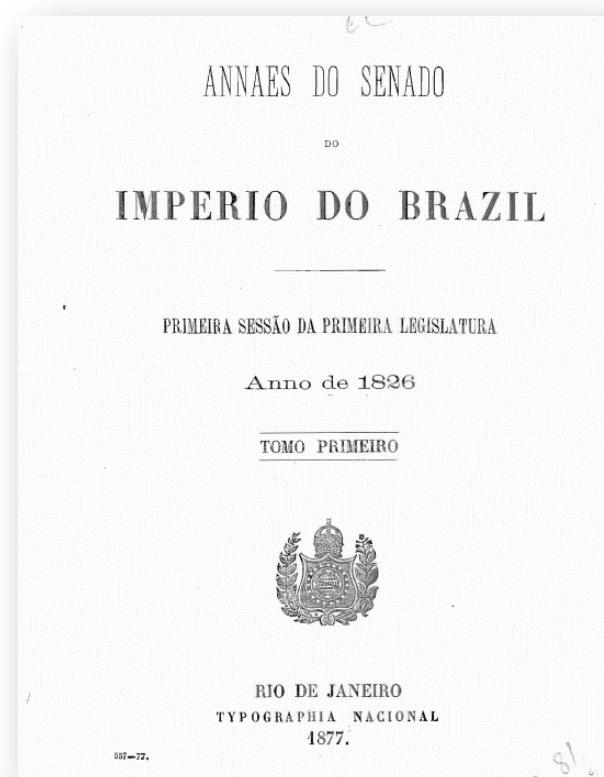 ANNAES DO SENADO
DO
IMPERIO DO BRAZIL
PRIMEIRA SESSÃO DA PRIMEIRA LEGISLATURA
Anno de 1826
TOMO PRIMEIRO
RIO DE JANEIRO
TYPOGRAPHIA NACIONAL
1877.
557—77.
81